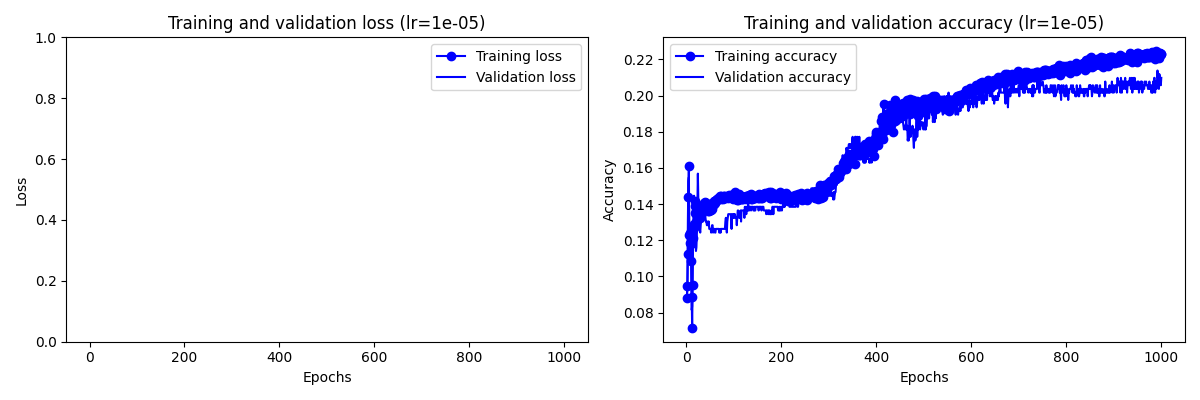 Training and validation loss (lr=1e-05)
Training loss
Validation loss
1.0
0.8
0.6
0.4
0.2
0.0
Loss
0
200
400
600
800
1000
Epochs
Training and validation accuracy (lr=1e-05)
Training accuracy
Validation accuracy
0.22
0.20
0.18
0.16
0.14
0.12
0.10
0.08
Accuracy
0
200
400
600
800
1000
Epochs